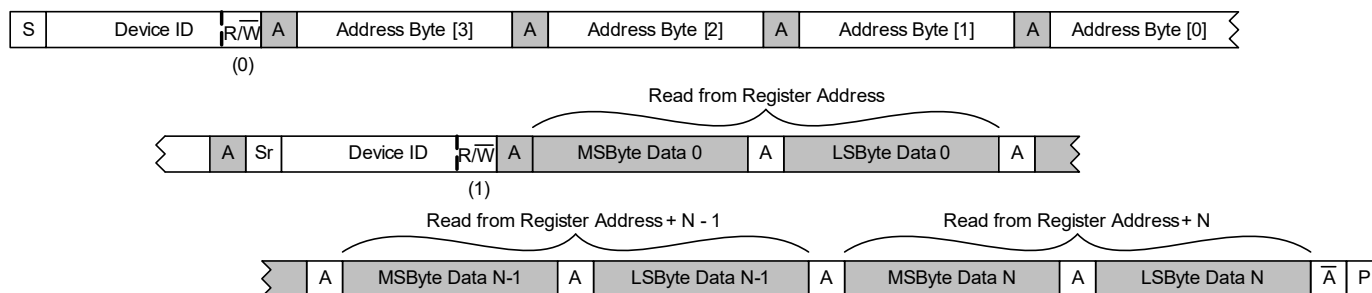 S Device ID R/W̅ A Address Byte [3] A Address Byte [2] A Address Byte [1] A Address Byte [0]
(0)
Read from Register Address
A Sr Device ID R/W̅ A MSByte Data 0 A LSByte Data 0 A
(1)
Read from Register Address + N - 1 Read from Register Address + N
A MSByte Data N-1 A LSByte Data N-1 A MSByte Data N A LSByte Data N A̅ P